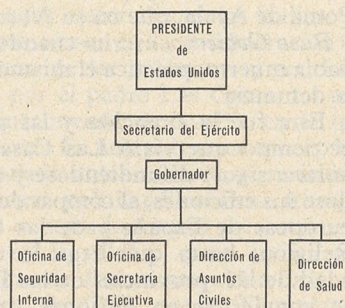 PRESIDENTE
de
Estados Unidos
Secretario del Ejército
Gobernador
Oficina de
Seguridad
Interna
Oficina de
Secretaria
Ejecutiva
Dirección de
Asuntos
Civiles
Dirección
de Salud